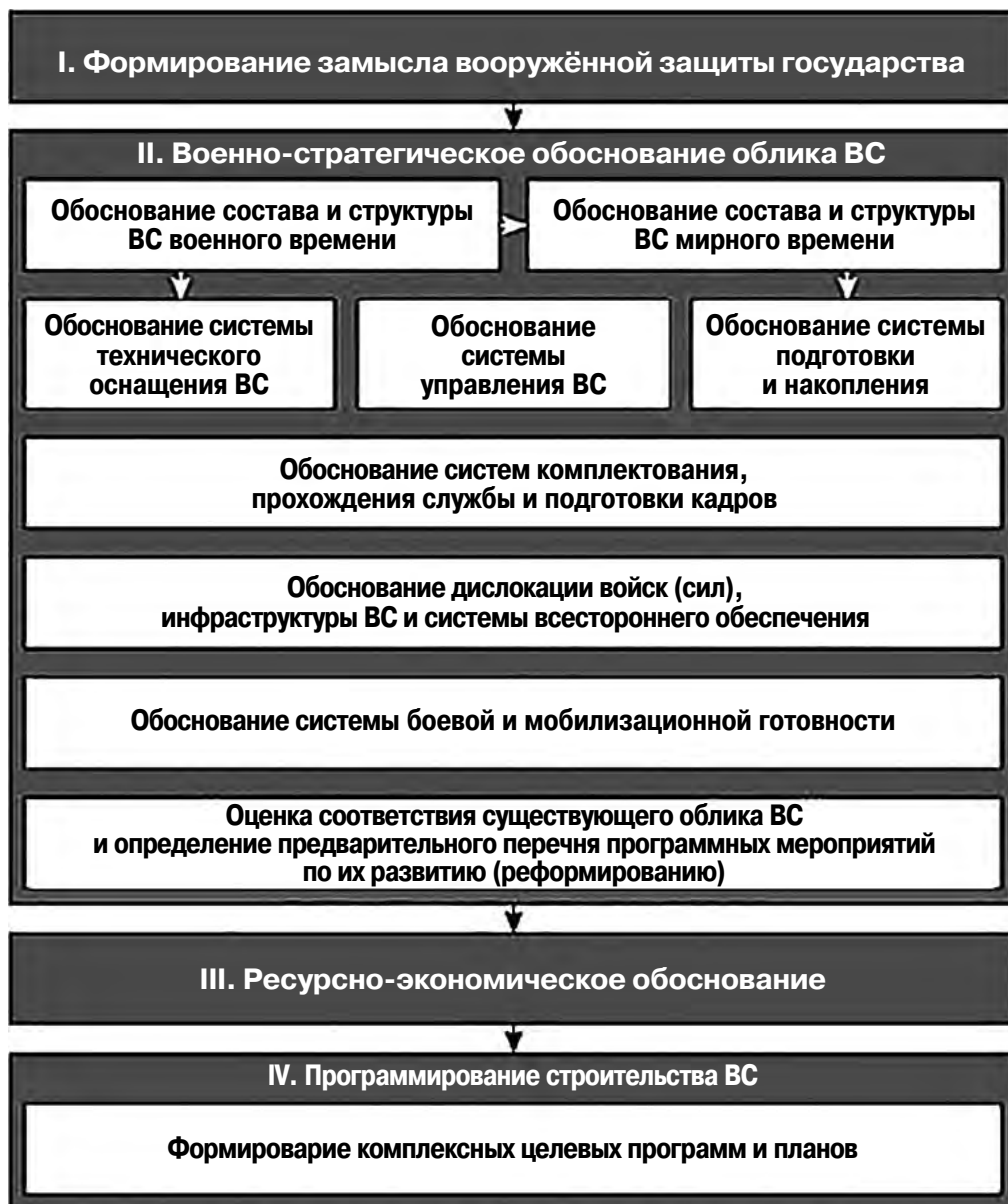 I. Формирование замысла вооружённой защиты государства
II. Военно-стратегическое обоснование облика ВС
Обоснование состава и структуры
ВС военного времени
Обоснование состава и структуры
ВС мирного времени
Обоснование системы
технического
оснащения ВС
Обоснование
системы
управления ВС
Обоснование системы
подготовки
и накопления
Обоснование систем комплектования,
прохождения службы и подготовки кадров
Обоснование дислокации войск (сил),
инфраструктуры ВС и системы всестороннего обеспечения
Обоснование системы боевой и мобилизационной готовности
Оценка соответствия существующего облика ВС
и определение предварительного перечня программных мероприятий
по их развитию (реформированию)
III. Ресурсно-экономическое обоснование
IV. Программирование строительства ВС
Формироварие комплексных целевых программ и планов